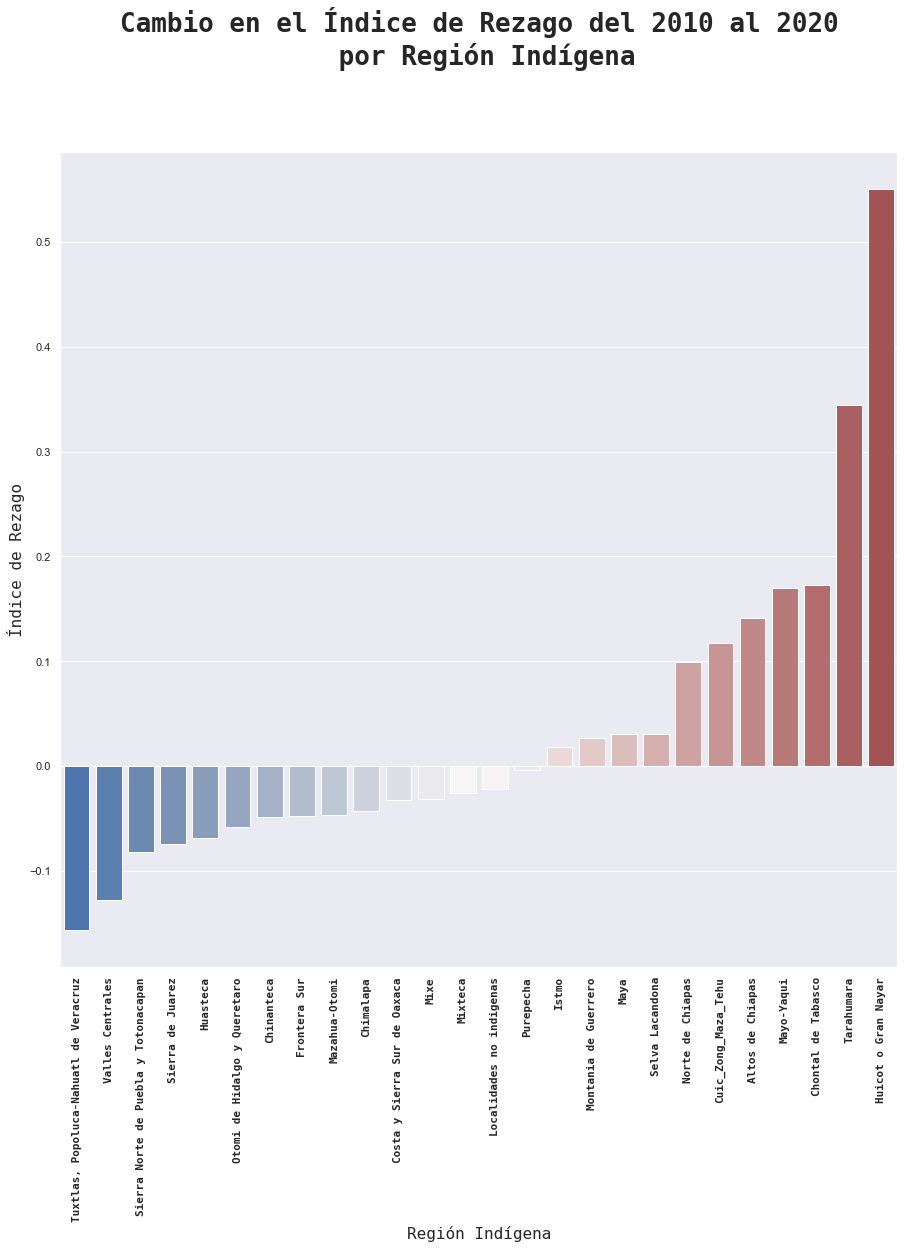 Cambio en el Índice de Rezago del 2010 al 2020
por Región Indígena
Índice de Rezago
0.5
0.4
0.3
0.2
0.1
0.0
−0.1
Tuxtlas, Popoluca-Nahuatl de Veracruz
Valles Centrales
Sierra Norte de Puebla y Totonacapan
Sierra de Juarez
Huasteca
Otomi de Hidalgo y Queretaro
Chinanteca
Frontera Sur
Mazahua-Otomi
Chimalapa
Costa y Sierra Sur de Oaxaca
Mixe
Mixteca
Localidades no indigenas
Purepecha
Istmo
Montania de Guerrero
Maya
Selva Lacandona
Norte de Chiapas
Cuic_Zong_Maza_Tehu
Altos de Chiapas
Mayo-Yaqui
Chontal de Tabasco
Tarahumara
Huicot o Gran Nayar
Región Indígena